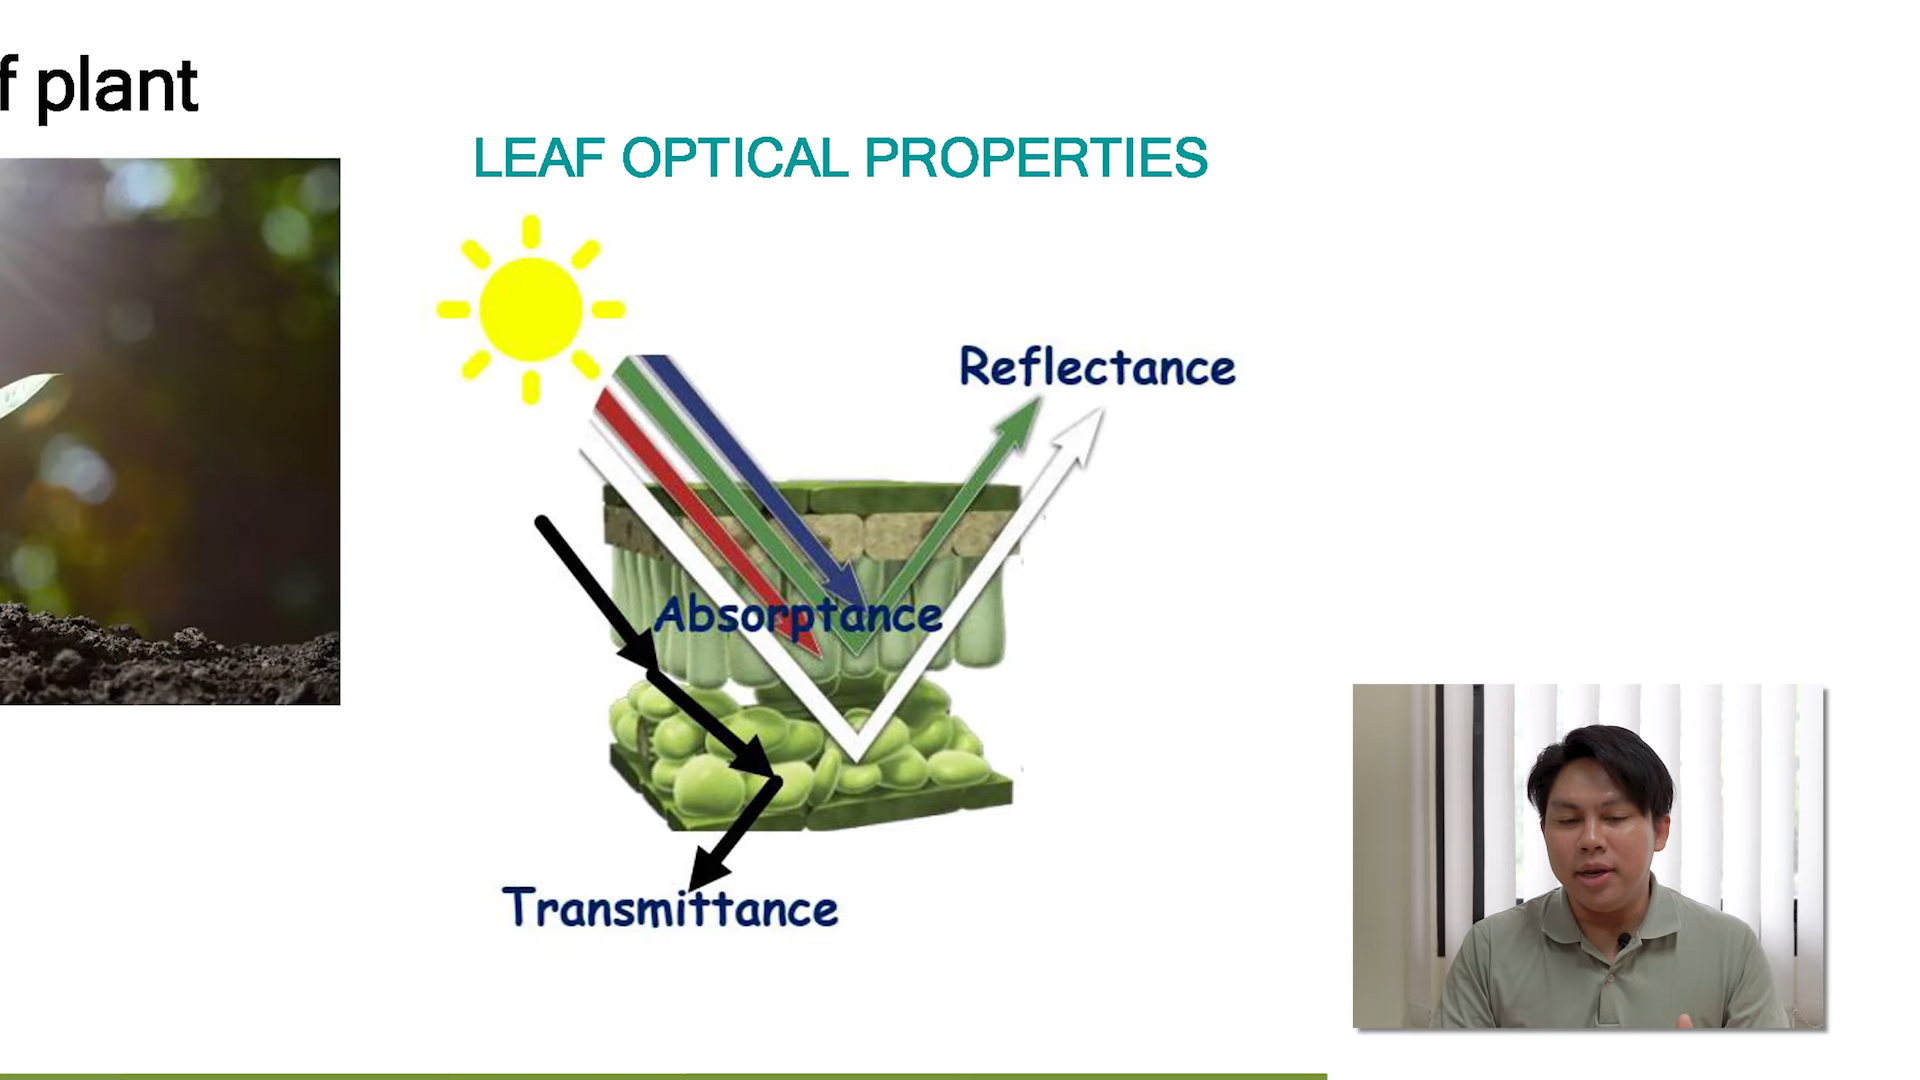 f plant
LEAF OPTICAL PROPERTIES
Reflectance
Absorptance
Transmittance